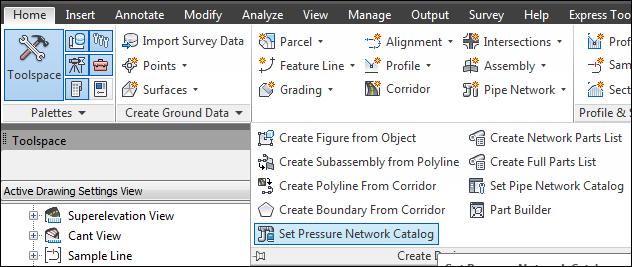 Home Insert Annotate Modify Analyze View Manage Output Survey Help Express Too
Toolspace
Import Survey Data
Points
Surfaces
Parcel
Feature Line
Grading
Alignment
Profile
Corridor
Intersections
Assembly
Pipe Network
Prof
Sam
Sect
Palettes
Create Ground Data
Profile & S
Toolspace
Create Figure from Object
Create Subassembly from Polyline
Create Polyline From Corridor
Create Boundary From Corridor
Set Pressure Network Catalog
Create Network Parts List
Create Full Parts List
Set Pipe Network Catalog
Part Builder
Create Desi
Active Drawing Settings View
Superelevation View
Cant View
Sample Line